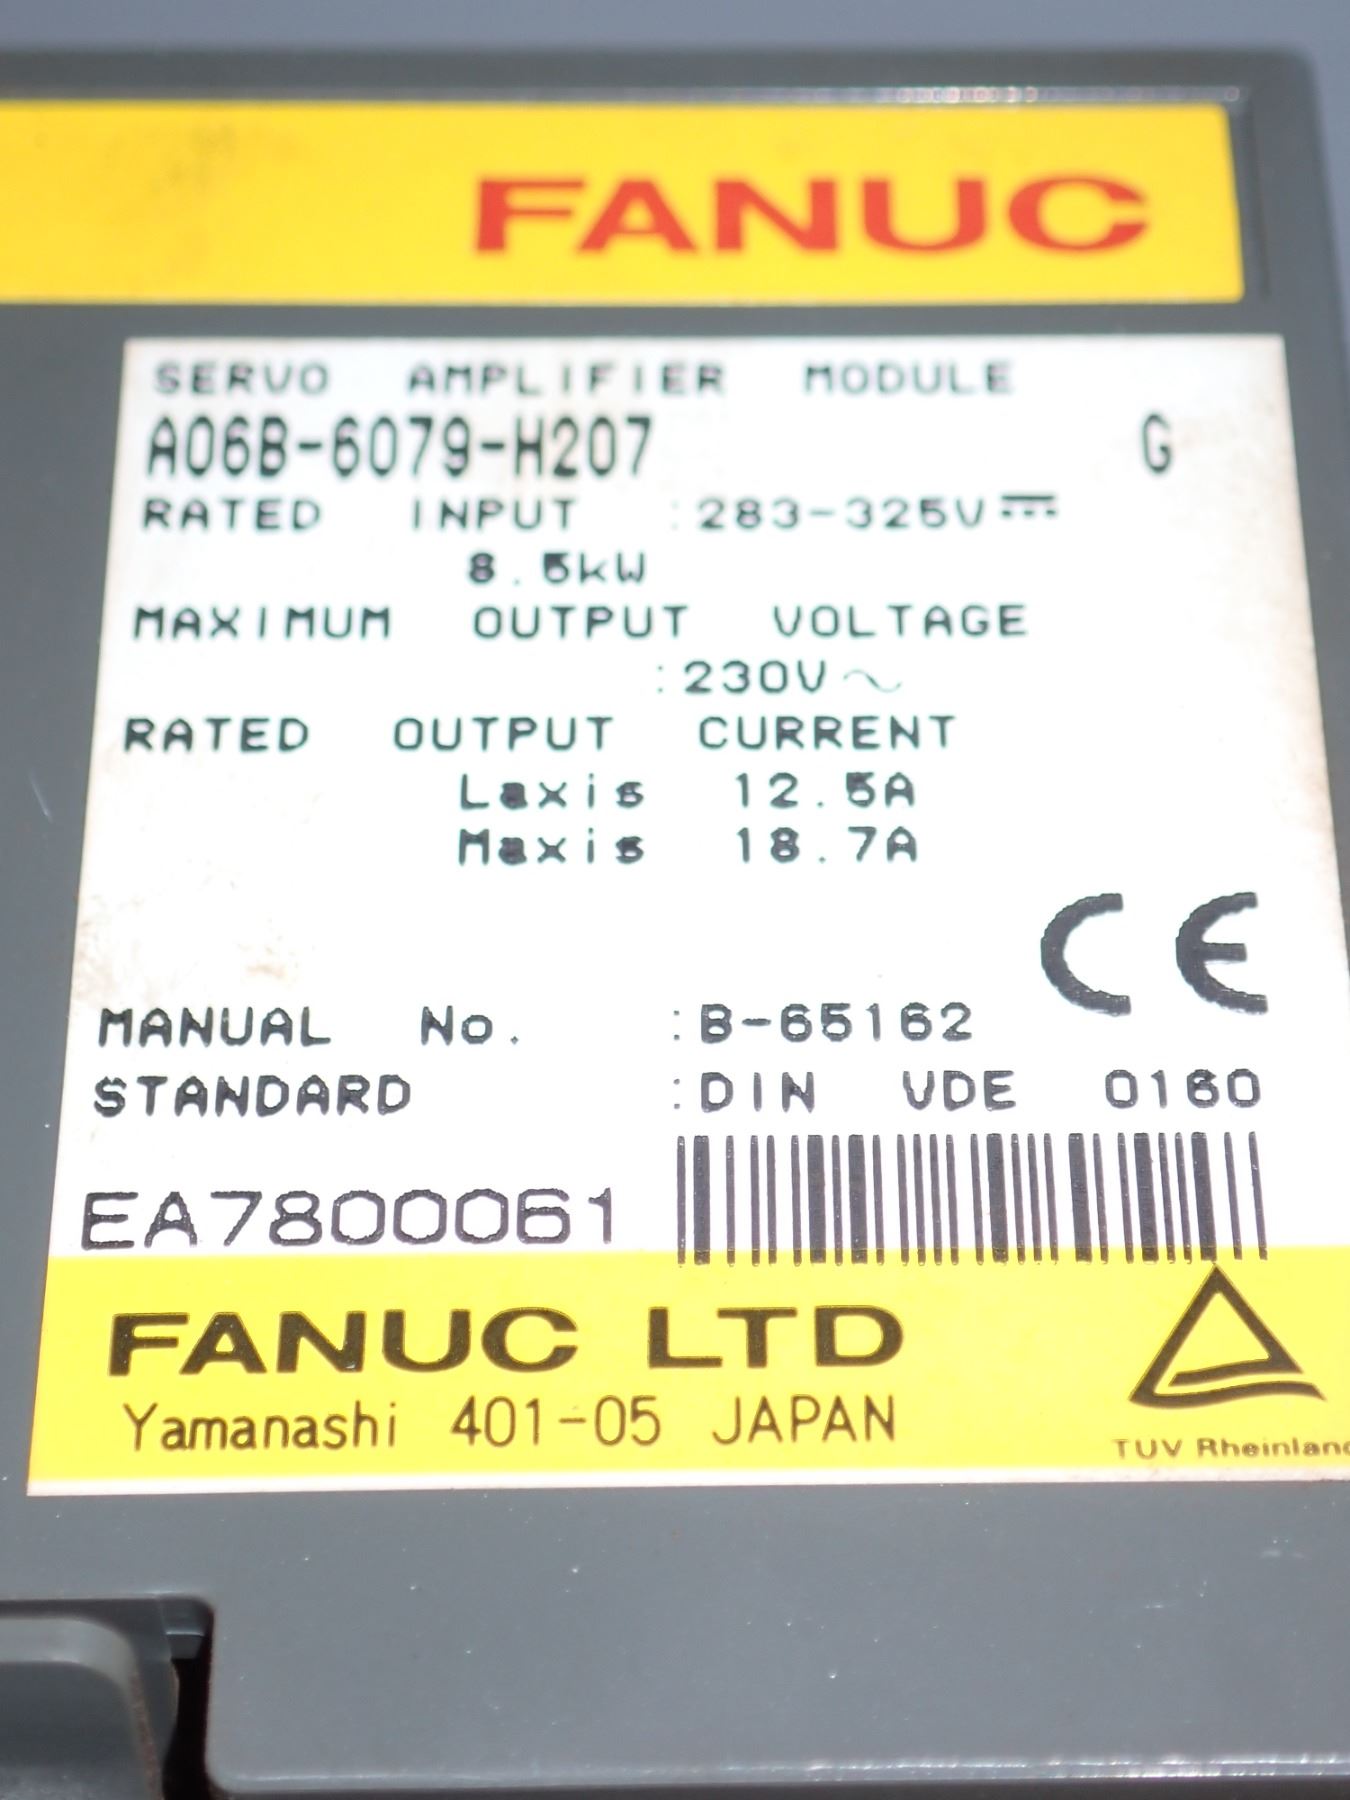 FANUC
SERVO AMPLIFIER MODULE
A06B-6079-H207 G
RATED INPUT :283-325V⎓
8.5kW
MAXIMUM OUTPUT VOLTAGE
:230V~
RATED OUTPUT CURRENT
Laxis 12.5A
Maxis 18.7A
CE
MANUAL No. :B-65162
STANDARD :DIN VDE 0160
EA7800061
FANUC LTD
Yamanashi 401-05 JAPAN
TUV Rheinland